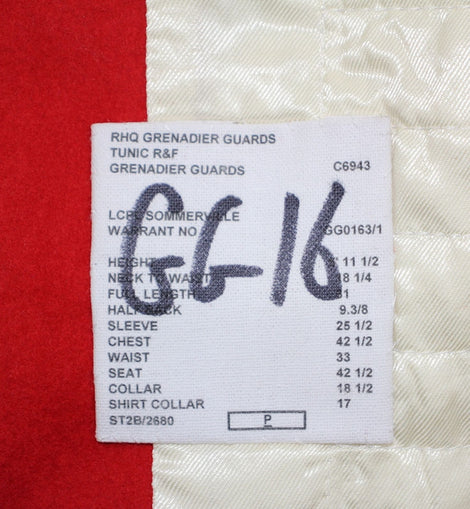 RHQ GRENADIER GUARDS
TUNIC R&F
GRENADIER GUARDS C6943
LCPL SOMMERVILLE
WARRANT NO GG0163/1
GG-16
HEIGHT 11 1/2
NECK TO WAIST 18 1/4
FULL LENGTH 31
HALF BACK 9.3/8
SLEEVE 25 1/2
CHEST 42 1/2
WAIST 33
SEAT 42 1/2
COLLAR 18 1/2
SHIRT COLLAR 17
ST2B/2680 P